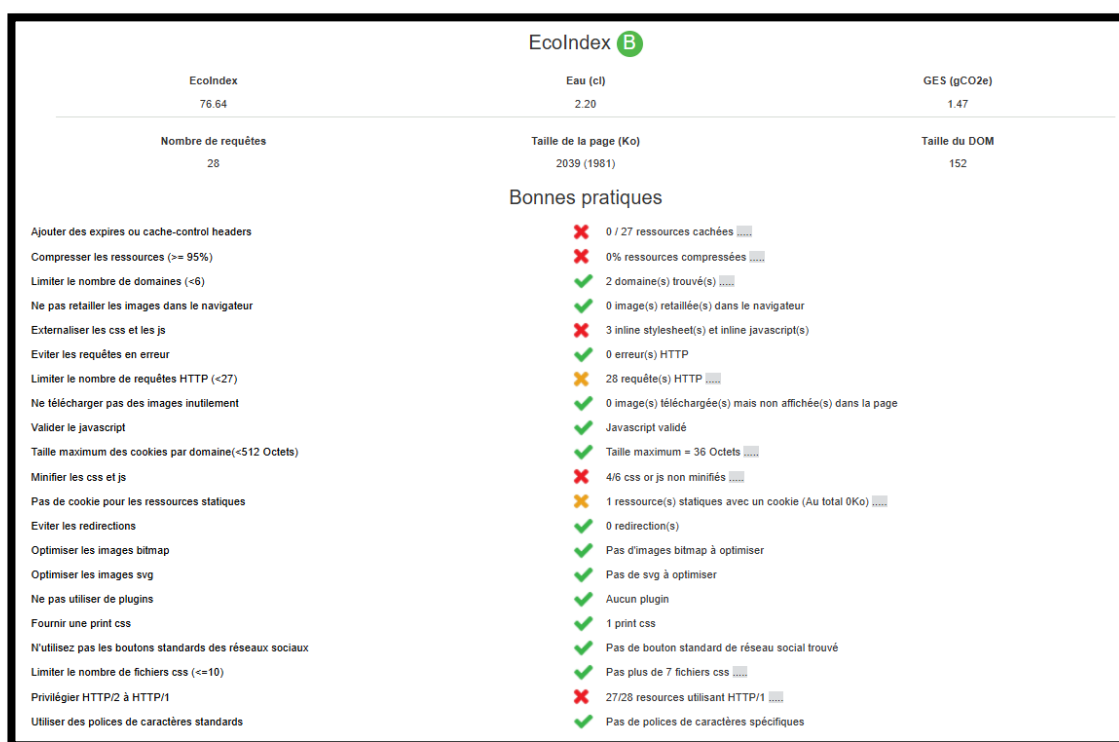 EcoIndex B
EcoIndex Eau (cl) GES (gCO2e)
76.64 2.20 1.47
Nombre de requêtes Taille de la page (Ko) Taille du DOM
28 2039 (1981) 152
Bonnes pratiques
Ajouter des expires ou cache-control headers 0 / 27 ressources cachées .....
Compresser les ressources (>= 95%) 0% ressources compressées .....
Limiter le nombre de domaines (<6) 2 domaine(s) trouvé(s) .....
Ne pas retailler les images dans le navigateur 0 image(s) retaillée(s) dans le navigateur
Externaliser les css et les js 3 inline stylesheet(s) et inline javascript(s)
Eviter les requêtes en erreur 0 erreur(s) HTTP
Limiter le nombre de requêtes HTTP (<27) 28 requête(s) HTTP .....
Ne télécharger pas des images inutilement 0 image(s) téléchargée(s) mais non affichée(s) dans la page
Valider le javascript Javascript validé
Taille maximum des cookies par domaine(<512 Octets) Taille maximum = 36 Octets .....
Minifier les css et js 4/6 css or js non minifiés .....
Pas de cookie pour les ressources statiques 1 ressource(s) statiques avec un cookie (Au total 0Ko) .....
Eviter les redirections 0 redirection(s)
Optimiser les images bitmap Pas d'images bitmap à optimiser
Optimiser les images svg Pas de svg à optimiser
Ne pas utiliser de plugins Aucun plugin
Fournir une print css 1 print css
N'utilisez pas les boutons standards des réseaux sociaux Pas de bouton standard de réseau social trouvé
Limiter le nombre de fichiers css (<=10) Pas plus de 7 fichiers css .....
Privilégier HTTP/2 à HTTP/1 27/28 resources utilisant HTTP/1 .....
Utiliser des polices de caractères standards Pas de polices de caractères spécifiques